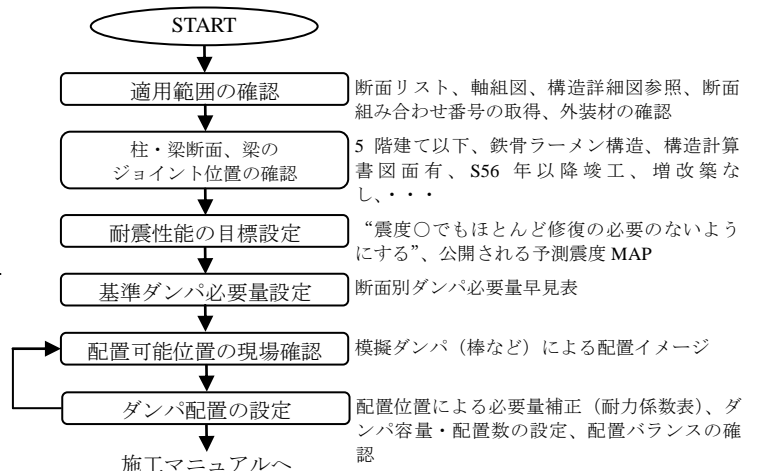 START
適用範囲の確認
断面リスト、軸組図、構造詳細図参照、断面
組み合わせ番号の取得、外装材の確認
柱・梁断面、梁の
ジョイント位置の確認
5 階建て以下、鉄骨ラーメン構造、構造計算
書図面有、S56 年以降竣工、増改築な
し、・・・
耐震性能の目標設定
“震度○でもほとんど修復の必要のないよう
にする”、公開される予測震度 MAP
基準ダンパ必要量設定
断面別ダンパ必要量早見表
配置可能位置の現場確認
模擬ダンパ（棒など）による配置イメージ
ダンパ配置の設定
配置位置による必要量補正（耐力係数表）、ダ
ンパ容量・配置数の設定、配置バランスの確
認
施工マニュアルへ